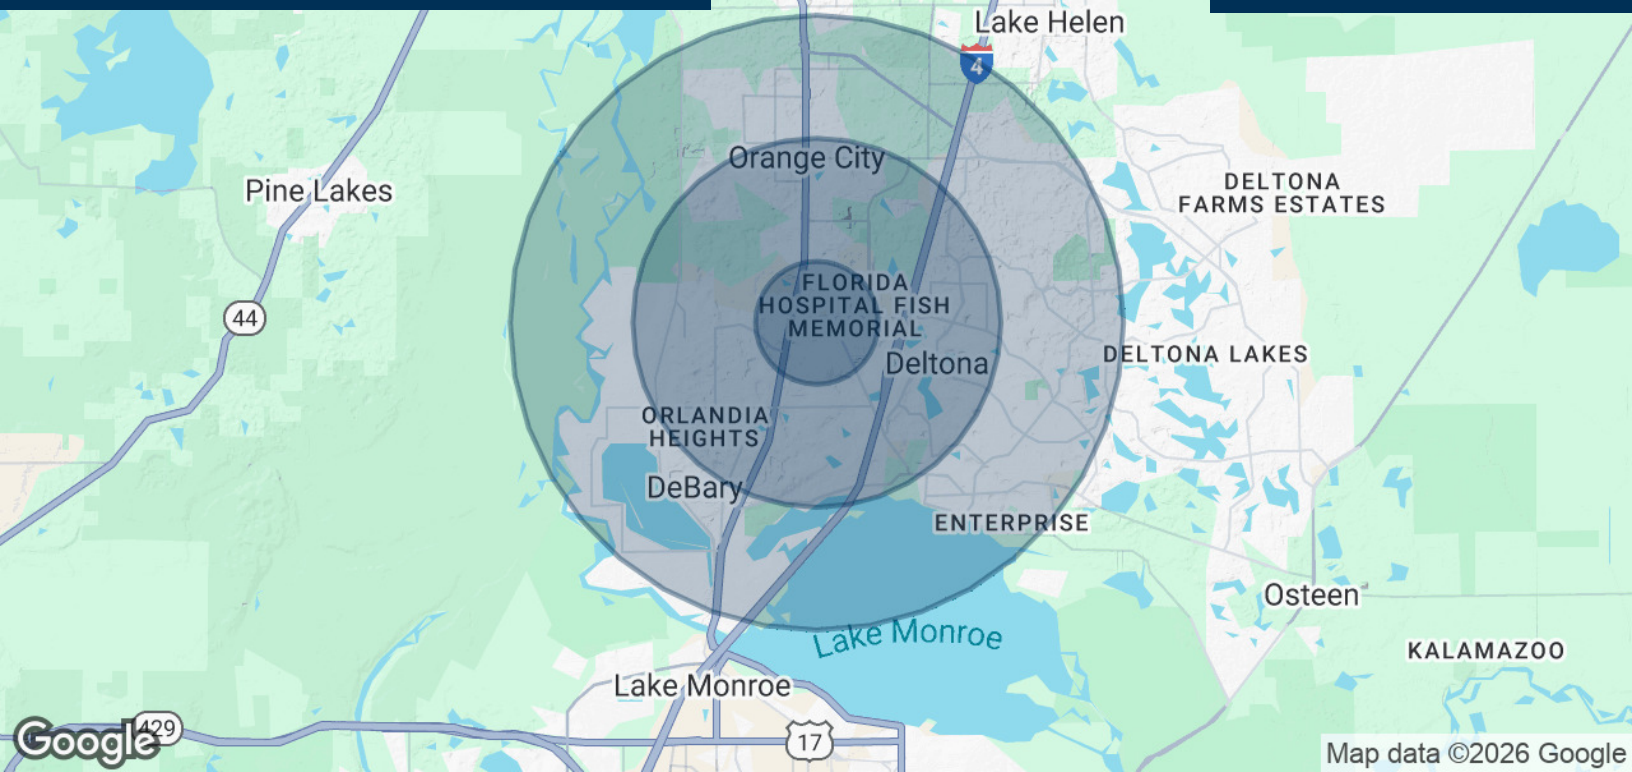 Lake Helen
4
Orange City
Pine Lakes
DELTONA
FARMS ESTATES
FLORIDA
HOSPITAL FISH
MEMORIAL
44
Deltona
DELTONA LAKES
ORLANDIA
HEIGHTS
DeBary
ENTERPRISE
Osteen
Lake Monroe
KALAMAZOO
Lake Monroe
429
Google
17
Map data ©2026 Google